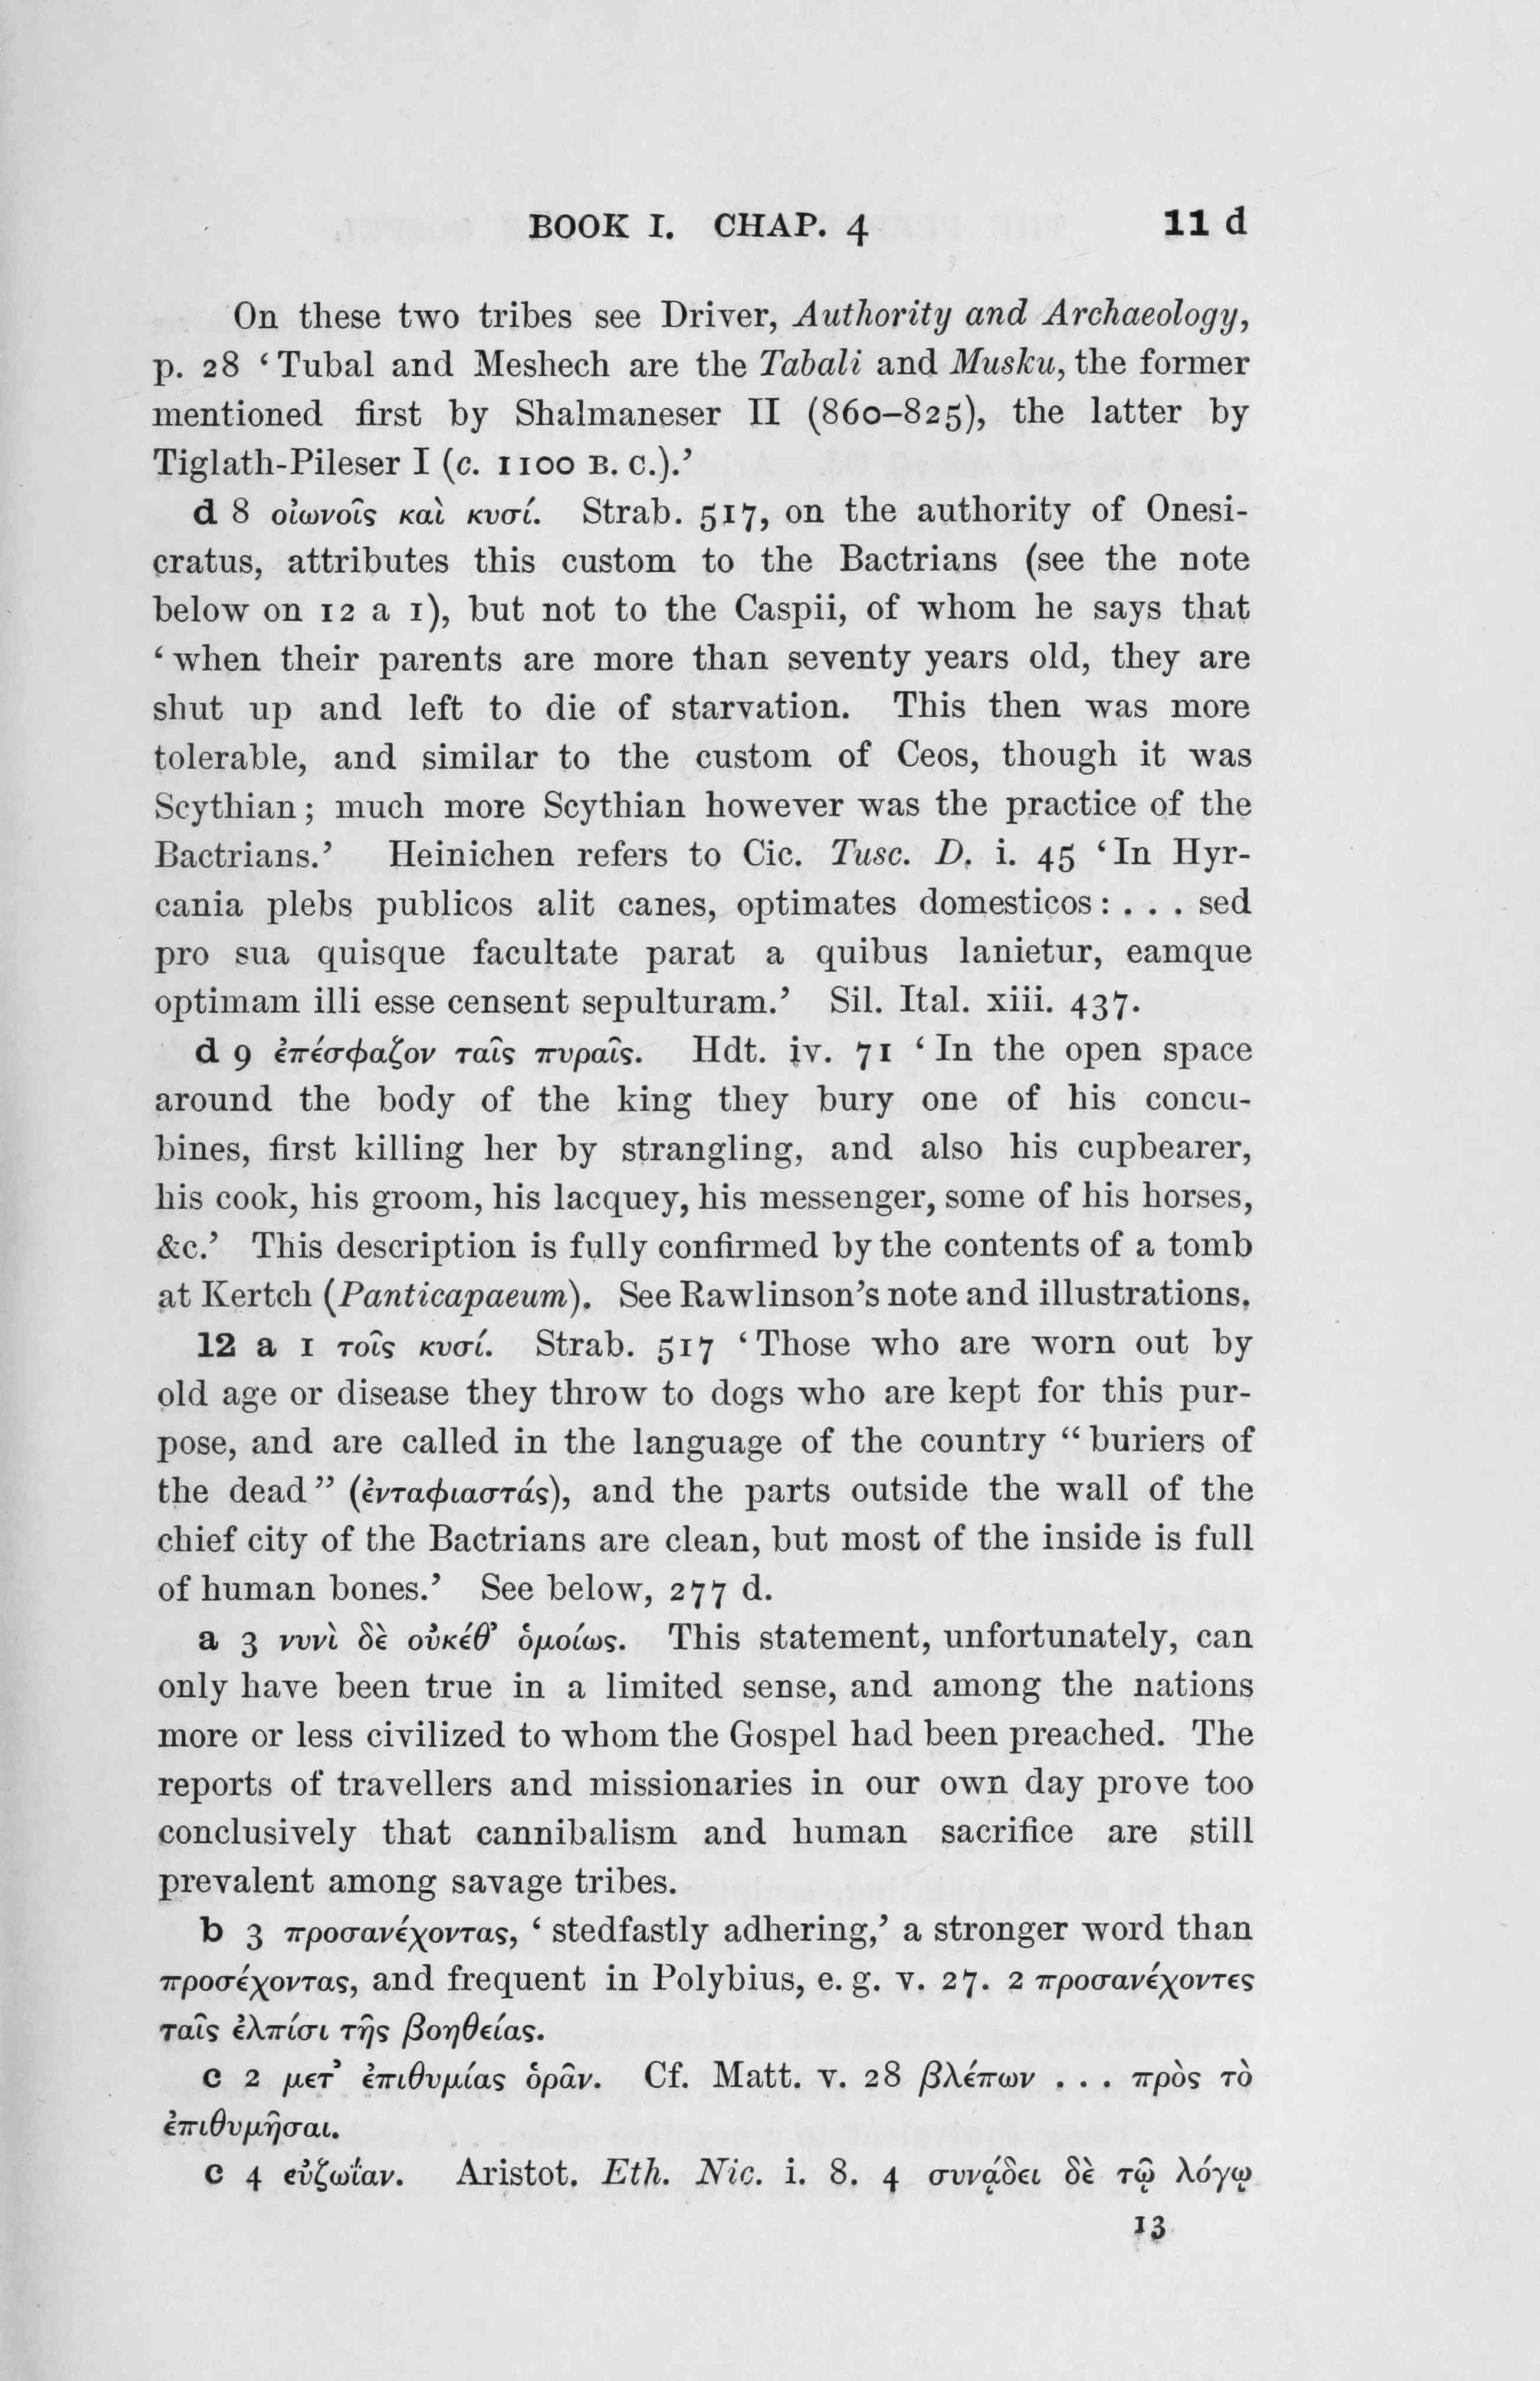 BOOK I. CHAP. 4 11 d
On these two tribes see Driver, Authority and Archaeology,
p. 28 ‘Tubal and Meshech are the Tabali and Musku, the former
mentioned first by Shalmaneser II (860–825), the latter by
Tiglath-Pileser I (c. 1100 B. C.).’
d 8 οἰωνοῖς καὶ κυσί. Strab. 517, on the authority of Onesi-
cratus, attributes this custom to the Bactrians (see the note
below on 12 a 1), but not to the Caspii, of whom he says that
‘when their parents are more than seventy years old, they are
shut up and left to die of starvation. This then was more
tolerable, and similar to the custom of Ceos, though it was
Scythian; much more Scythian however was the practice of the
Bactrians.’ Heinichen refers to Cic. Tusc. D. i. 45 ‘In Hyr-
cania plebs publicos alit canes, optimates domesticos: . . . sed
pro sua quisque facultate parat a quibus lanietur, eamque
optimam illi esse censent sepulturam.’ Sil. Ital. xiii. 437.
d 9 ἐπέσφαζον ταῖς πυραῖς. Hdt. iv. 71 ‘In the open space
around the body of the king they bury one of his concu-
bines, first killing her by strangling, and also his cupbearer,
his cook, his groom, his lacquey, his messenger, some of his horses,
&c.’ This description is fully confirmed by the contents of a tomb
at Kertch (Panticapaeum). See Rawlinson’s note and illustrations.
12 a 1 τοῖς κυσί. Strab. 517 ‘Those who are worn out by
old age or disease they throw to dogs who are kept for this pur-
pose, and are called in the language of the country “buriers of
the dead” (ἐνταφιαστάς), and the parts outside the wall of the
chief city of the Bactrians are clean, but most of the inside is full
of human bones.’ See below, 277 d.
a 3 νυνὶ δὲ οὐκέθ’ ὁμοίως. This statement, unfortunately, can
only have been true in a limited sense, and among the nations
more or less civilized to whom the Gospel had been preached. The
reports of travellers and missionaries in our own day prove too
conclusively that cannibalism and human sacrifice are still
prevalent among savage tribes.
b 3 προσανέχοντας, ‘stedfastly adhering,’ a stronger word than
προσέχοντας, and frequent in Polybius, e. g. v. 27. 2 προσανέχοντες
ταῖς ἐλπίσι τῆς βοηθείας.
c 2 μετ’ ἐπιθυμίας ὁρᾶν. Cf. Matt. v. 28 βλέπων . . . πρὸς τὸ
ἐπιθυμῆσαι.
c 4 εὐζωΐαν. Aristot. Eth. Nic. i. 8. 4 συνᾴδει δὲ τῷ λόγῳ
13